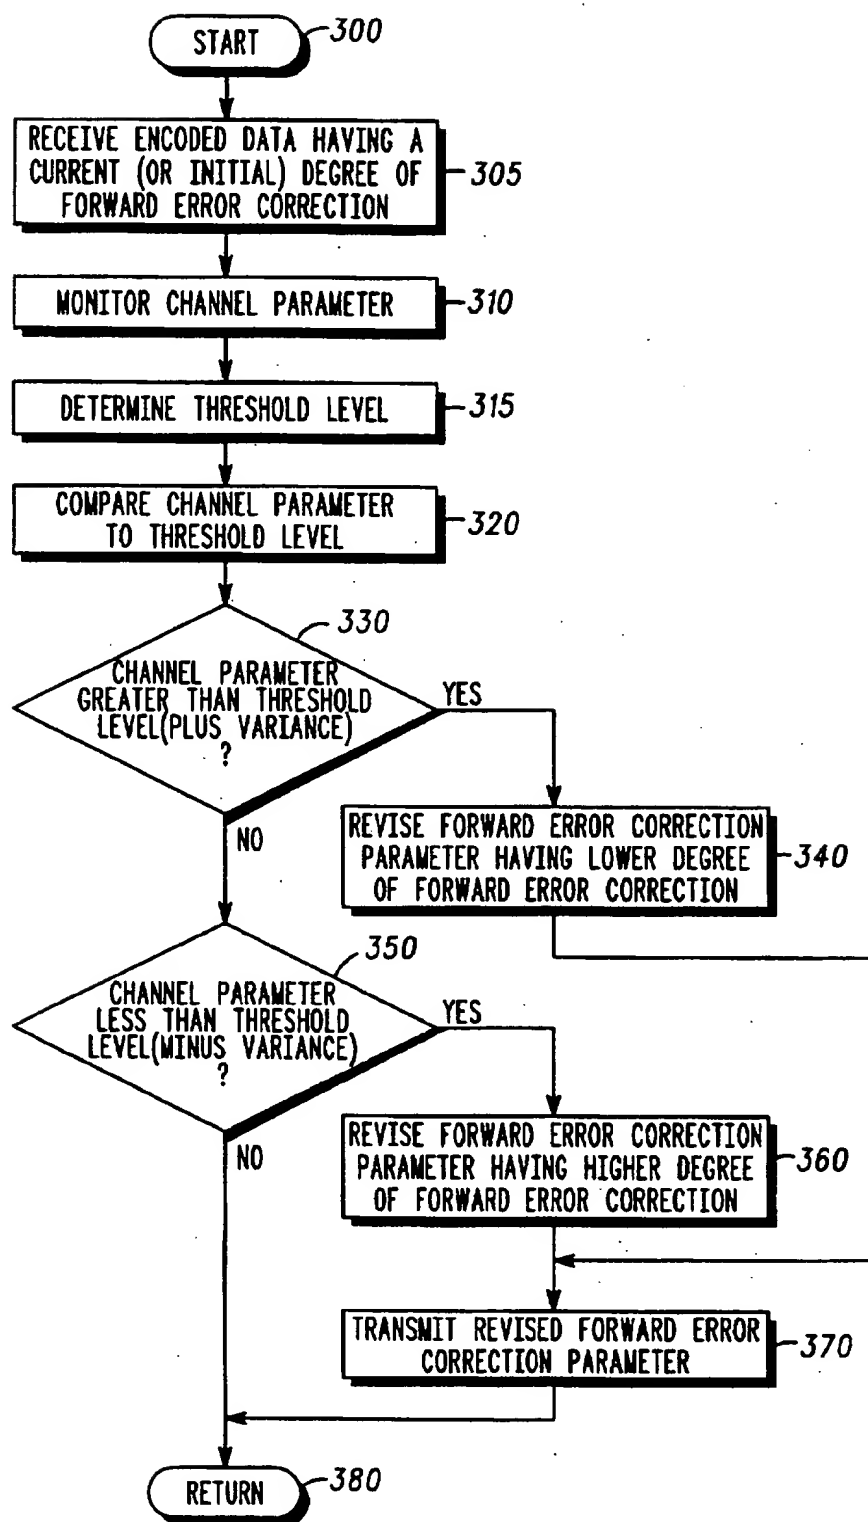 START
300
RECEIVE ENCODED DATA HAVING A
CURRENT (OR INITIAL) DEGREE OF
FORWARD ERROR CORRECTION
305
MONITOR CHANNEL PARAMETER
310
DETERMINE THRESHOLD LEVEL
315
COMPARE CHANNEL PARAMETER
TO THRESHOLD LEVEL
320
330
CHANNEL PARAMETER
GREATER THAN THRESHOLD
LEVEL(PLUS VARIANCE)
?
YES
NO
REVISE FORWARD ERROR CORRECTION
PARAMETER HAVING LOWER DEGREE
OF FORWARD ERROR CORRECTION
340
350
CHANNEL PARAMETER
LESS THAN THRESHOLD
LEVEL(MINUS VARIANCE)
?
YES
NO
REVISE FORWARD ERROR CORRECTION
PARAMETER HAVING HIGHER DEGREE
OF FORWARD ERROR CORRECTION
360
TRANSMIT REVISED FORWARD ERROR
CORRECTION PARAMETER
370
RETURN
380